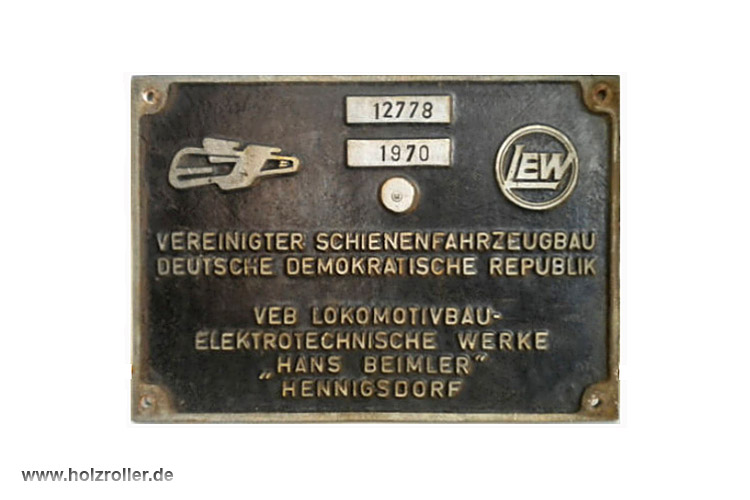 12778
1970
LEW
VEREINIGTER SCHIENENFAHRZEUGBAU
DEUTSCHE DEMOKRATISCHE REPUBLIK
VEB LOKOMOTIVBAU-
ELEKTROTECHNISCHE WERKE
„HANS BEIMLER“
HENNIGSDORF
www.holzroller.de